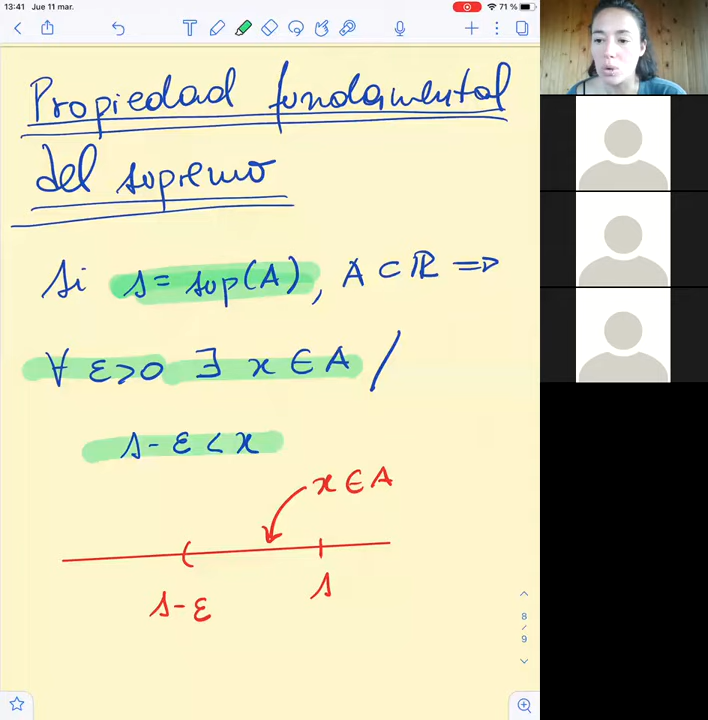 13:41 Jue 11 mar.
71 %
Propiedad fundamental
del supremo
Si s = sup(A), A ⊂ ℝ ⇒
∀ ε>0 ∃ x ∈ A /
s - ε < x
x ∈ A
s
s - ε
8
/
9